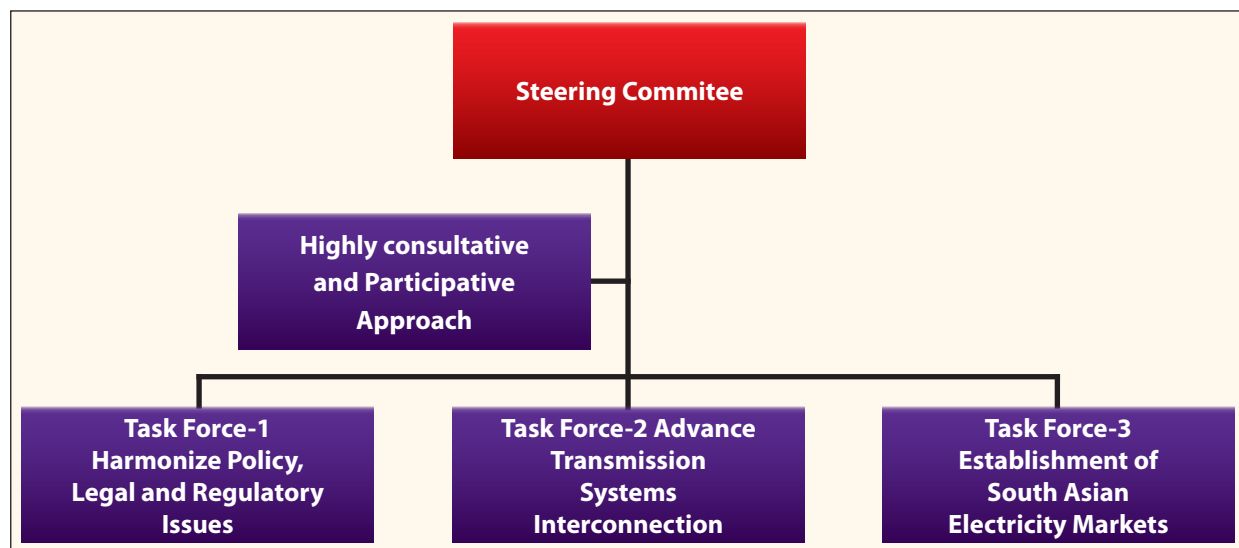 Steering Commitee
Highly consultative
and Participative
Approach
Task Force-1
Harmonize Policy,
Legal and Regulatory
Issues
Task Force-2 Advance
Transmission
Systems
Interconnection
Task Force-3
Establishment of
South Asian
Electricity Markets